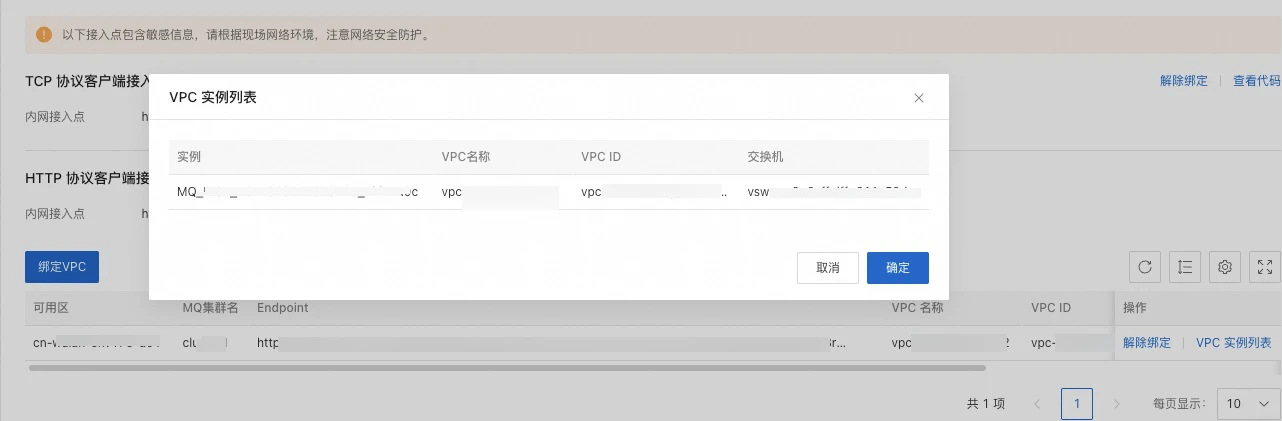 以下接入点包含敏感信息，请根据现场网络环境，注意网络安全防护。
TCP 协议客户端接入
解除绑定 查看代码
内网接入点
VPC 实例列表
实例 VPC名称 VPC ID 交换机
MQ_ vpc vpc vsw
取消 确定
HTTP 协议客户端接
内网接入点
绑定VPC
可用区 MQ集群名 Endpoint VPC 名称 VPC ID 操作
cn- clu http ... vpc vpc- 解除绑定 VPC 实例列表
共 1 项 1 每页显示： 10